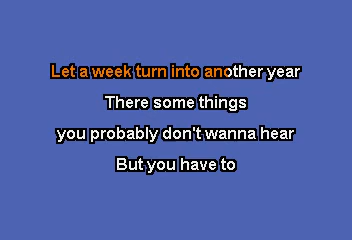 Let a week turn into another year
There some things
you probably don't wanna hear
But you have to